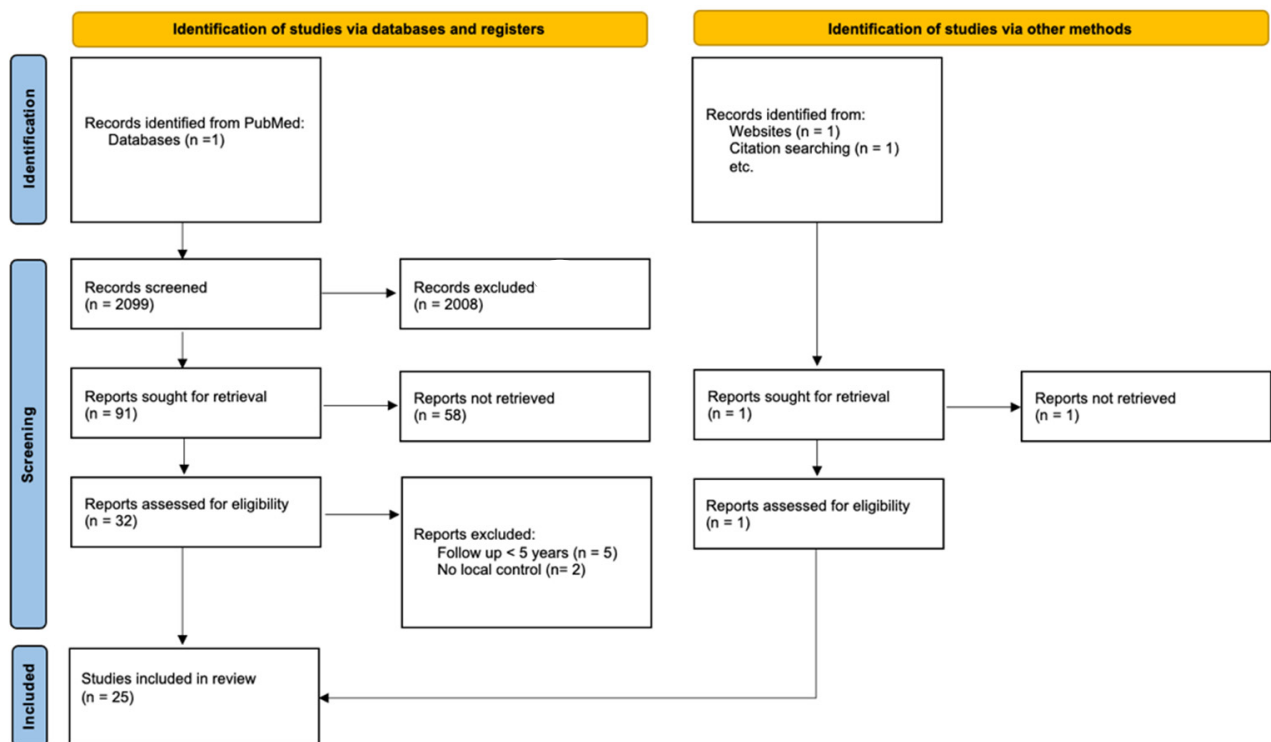 Identification of studies via databases and registers
Identification of studies via other methods
Identification
Records identified from PubMed:
Databases (n =1)
Records identified from:
Websites (n = 1)
Citation searching (n = 1)
etc.
Screening
Records screened
(n = 2099)
Records excluded
(n = 2008)
Reports sought for retrieval
(n = 91)
Reports not retrieved
(n = 58)
Reports sought for retrieval
(n = 1)
Reports not retrieved
(n = 1)
Reports assessed for eligibility
(n = 32)
Reports excluded:
Follow up < 5 years (n = 5)
No local control (n= 2)
Reports assessed for eligibility
(n = 1)
Included
Studies included in review
(n = 25)